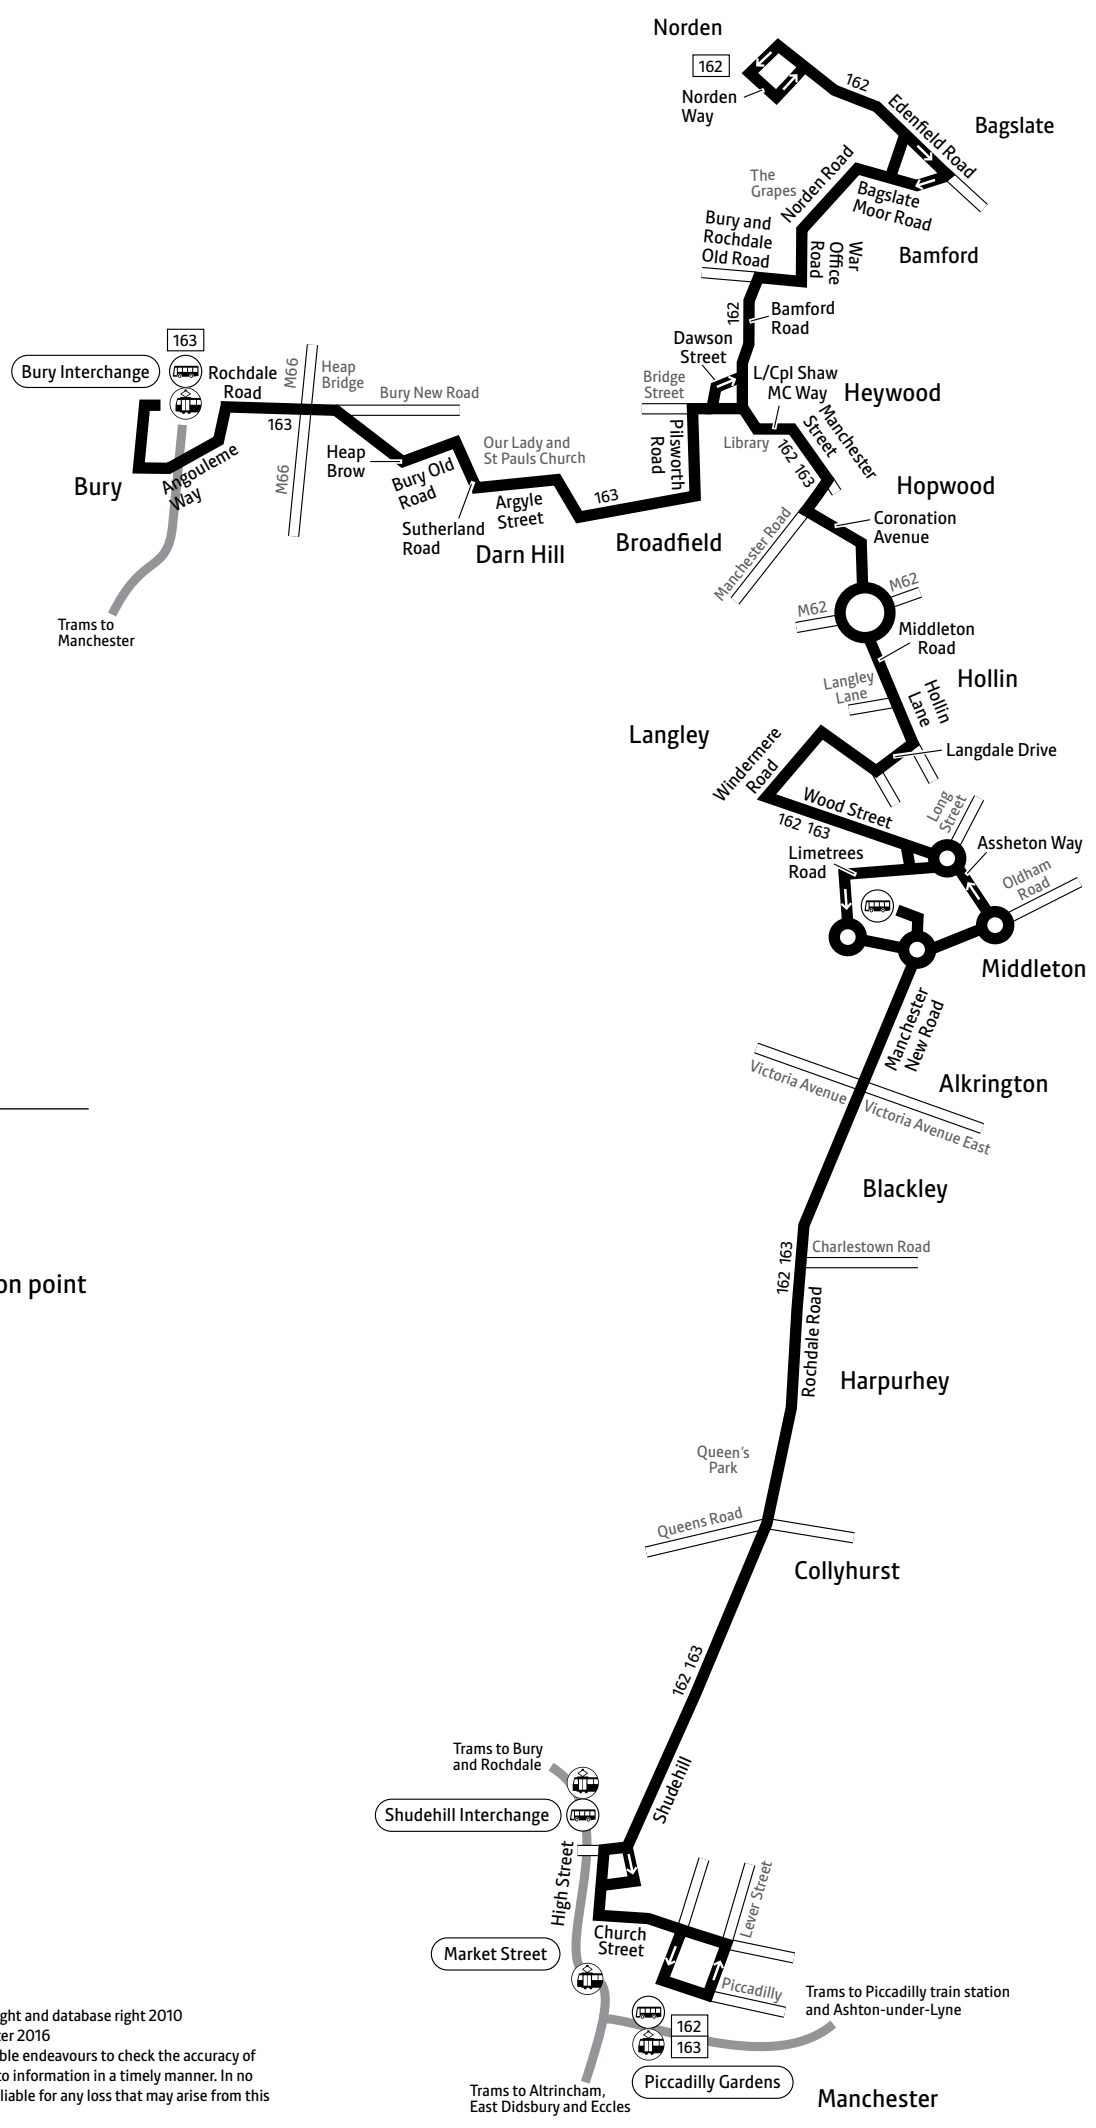 Norden
162
Norden
Way
162
Edenfield Road
Bagslate
The
Grapes
Norden Road
Bagslate
Moor Road
Bury and
Rochdale
Old Road
War
Office
Road
Bamford
162
Bamford
Road
Dawson
Street
163
Bury Interchange
Rochdale
Road
M66
Heap
Bridge
Bury New Road
Bridge
Street
L/Cpl Shaw
MC Way
Heywood
163
Library
Manchester
Street
162 163
Pilsworth
Road
Our Lady and
St Pauls Church
Heap
Brow
M66
Bury
Angouleme
Way
Bury Old
Road
Argyle
Street
163
Sutherland
Road
Darn Hill
Broadfield
Hopwood
Coronation
Avenue
Manchester Road
M62
M62
Trams to
Manchester
Middleton
Road
Langley
Lane
Hollin
Hollin
Lane
Langley
Windermere
Road
Langdale Drive
Wood Street
162 163
Long
Street
Limetrees
Road
Assheton Way
Oldham
Road
Middleton
Manchester
New Road
Victoria Avenue
Alkrington
Victoria Avenue East
Blackley
162 163
Charlestown Road
on point
Rochdale Road
Harpurhey
Queen's
Park
Queens Road
Collyhurst
162 163
Trams to Bury
and Rochdale
Shudehill
Shudehill Interchange
High Street
Church
Street
Lever Street
Market Street
Piccadilly
Trams to Piccadilly train station
and Ashton-under-Lyne
162
163
Piccadilly Gardens
Trams to Altrincham,
East Didsbury and Eccles
Manchester
ght and database right 2010
ter 2016
ble endeavours to check the accuracy of
to information in a timely manner. In no
liable for any loss that may arise from this